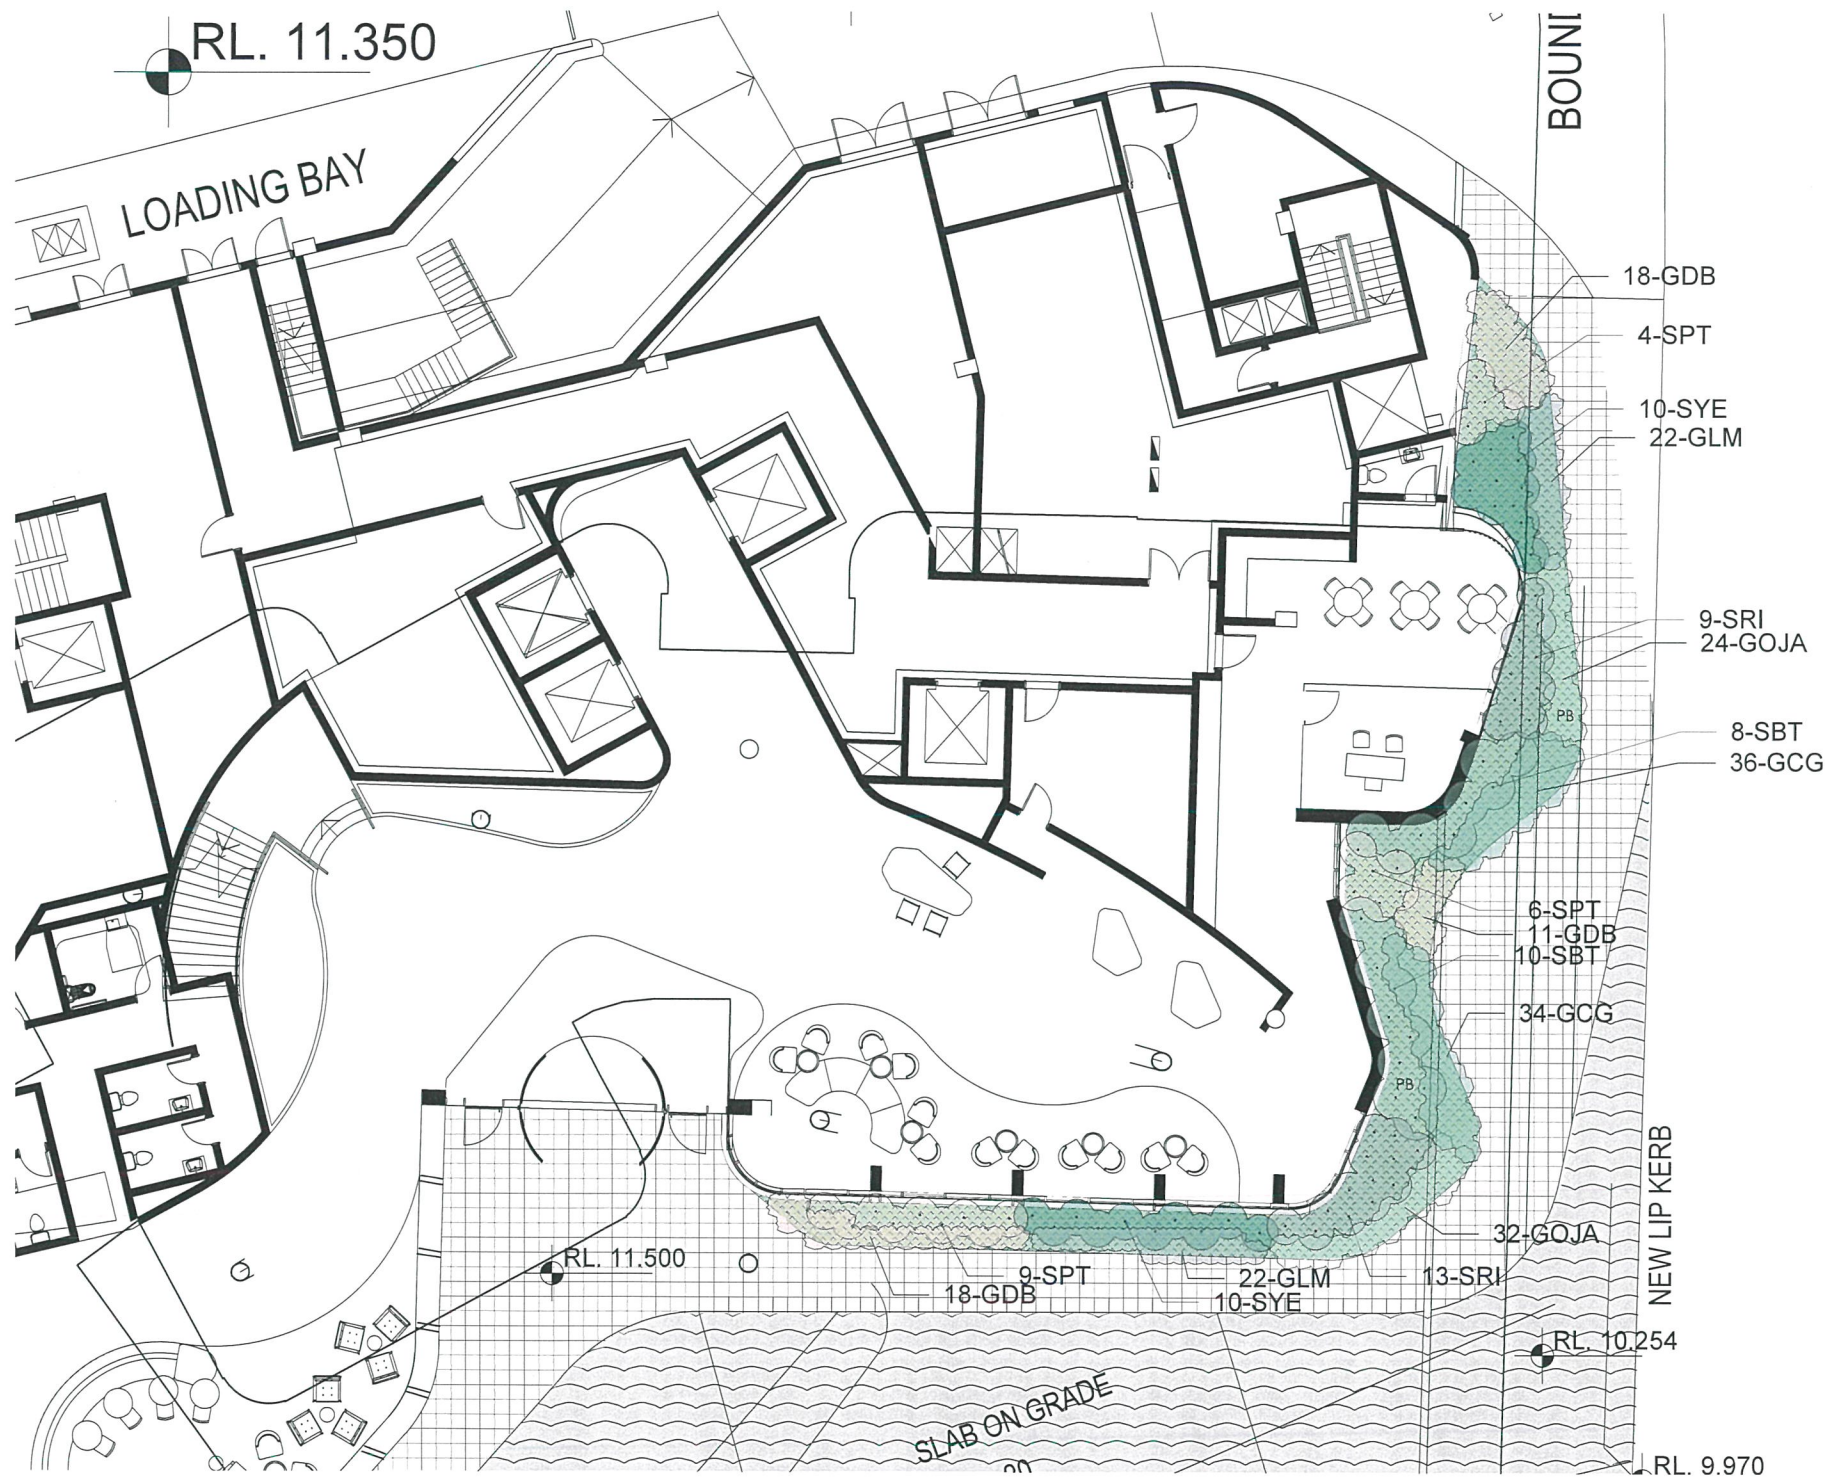 RL. 11.350
BOUN
LOADING BAY
18-GDB
4-SPT
10-SYE
22-GLM
9-SRI
24-GOJA
PB
8-SBT
36-GCG
6-SPT
11-GDB
10-SBT
34-GCG
PB
NEW LIP KERB
32-GOJA
RL. 11.500
9-SPT
22-GLM
13-SRI
18-GDB
10-SYE
RL. 10.254
SLAB ON GRADE
RL. 9.970